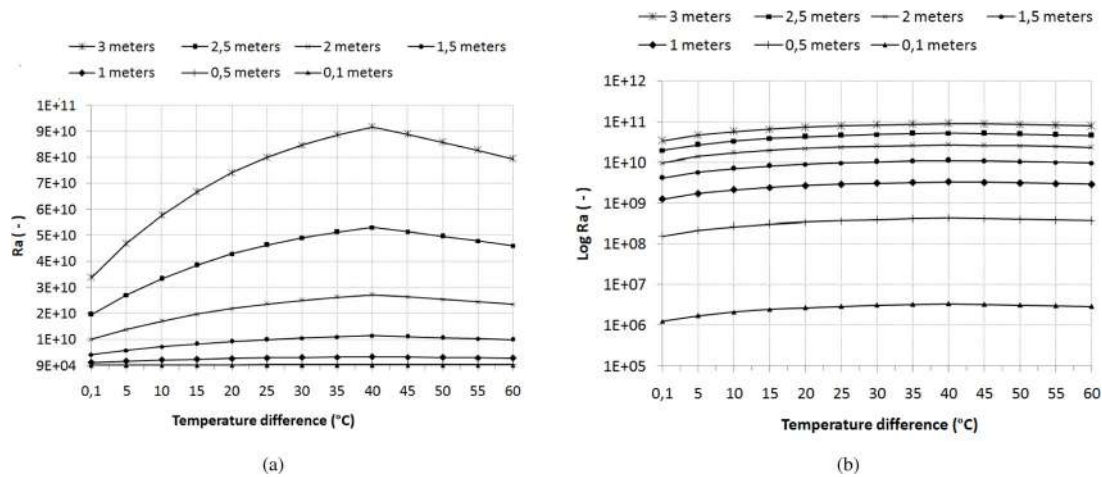 3 meters 2,5 meters 2 meters 1,5 meters
1 meters 0,5 meters 0,1 meters
1E+11
9E+10
8E+10
7E+10
6E+10
5E+10
4E+10
3E+10
2E+10
1E+10
9E+04
Ra ( - )
0,1 5 10 15 20 25 30 35 40 45 50 55 60
Temperature difference (°C)
(a)
3 meters 2,5 meters 2 meters 1,5 meters
1 meters 0,5 meters 0,1 meters
1E+12
1E+11
1E+10
1E+09
1E+08
1E+07
1E+06
1E+05
Log Ra ( - )
0,1 5 10 15 20 25 30 35 40 45 50 55 60
Temperature difference (°C)
(b)